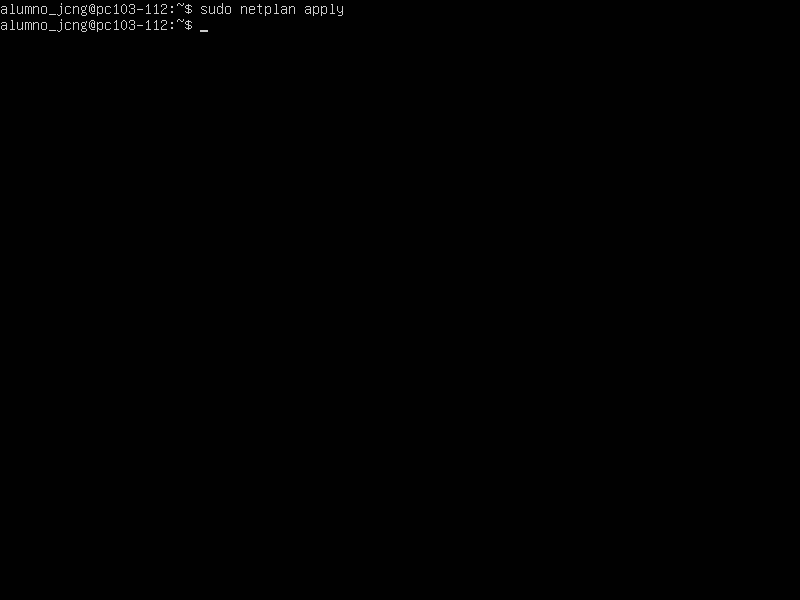 alumno_jcng@pc103-112:~$ sudo netplan apply
alumno_jcng@pc103-112:~$ _